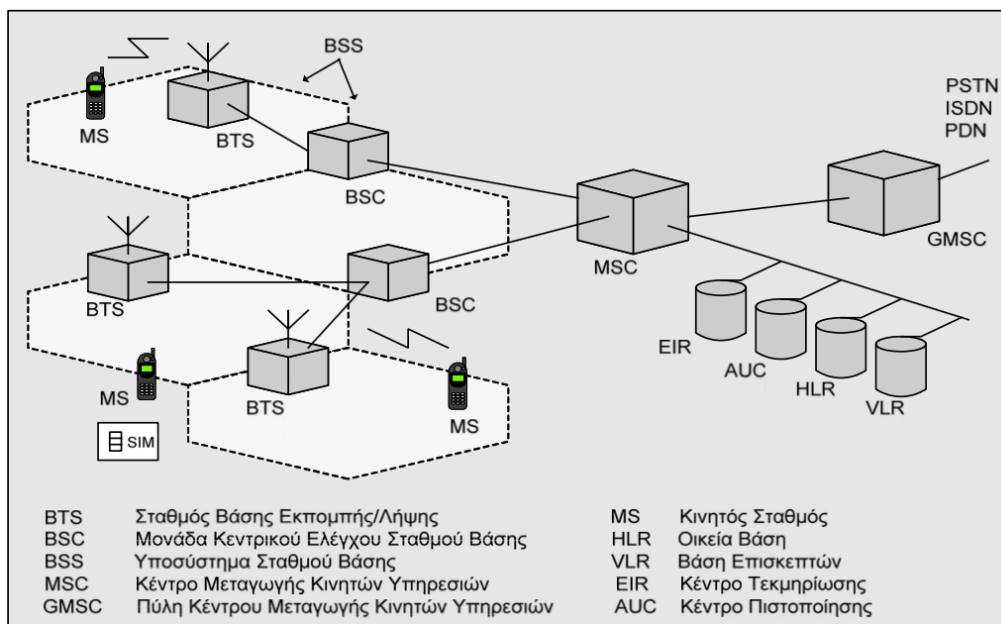 BSS
PSTN
ISDN
PDN
MS
BTS
BSC
MSC
GMSC
BTS
BSC
EIR
AUC
HLR
VLR
MS
BTS
MS
SIM
BTS Σταθμός Βάσης Εκπομπής/Λήψης
BSC Μονάδα Κεντρικού Ελέγχου Σταθμού Βάσης
BSS Υποσύστημα Σταθμού Βάσης
MSC Κέντρο Μεταγωγής Κινητών Υπηρεσιών
GMSC Πύλη Κέντρου Μεταγωγής Κινητών Υπηρεσιών
MS Κινητός Σταθμός
HLR Οικεία Βάση
VLR Βάση Επισκεπτών
EIR Κέντρο Τεκμηρίωσης
AUC Κέντρο Πιστοποίησης